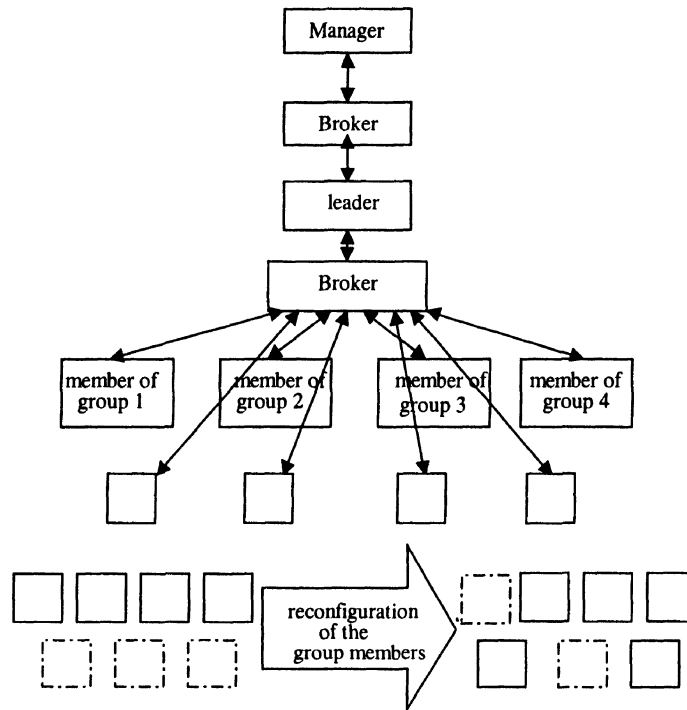 Manager
Broker
leader
Broker
member of
group 1
member of
group 2
member of
group 3
member of
group 4
reconfiguration
of the
group members